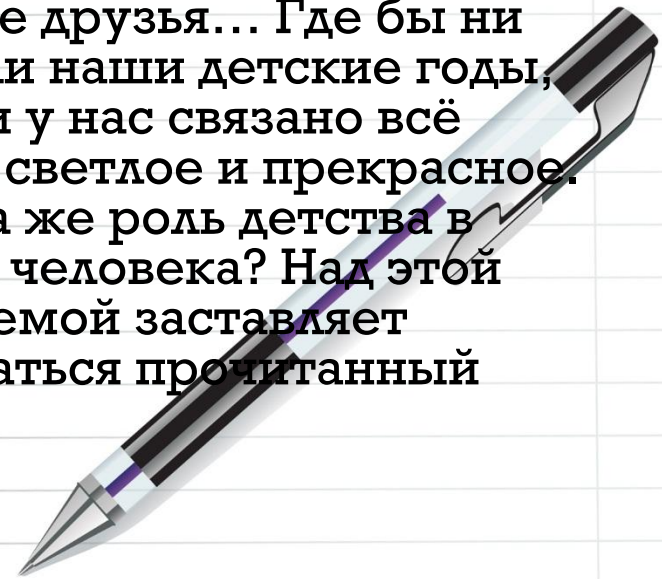 е друзья... Где бы ни
и наши детские годы,
и у нас связано всё
светлое и прекрасное.
а же роль детства в
человека? Над этой
емой заставляет
аться прочитанный